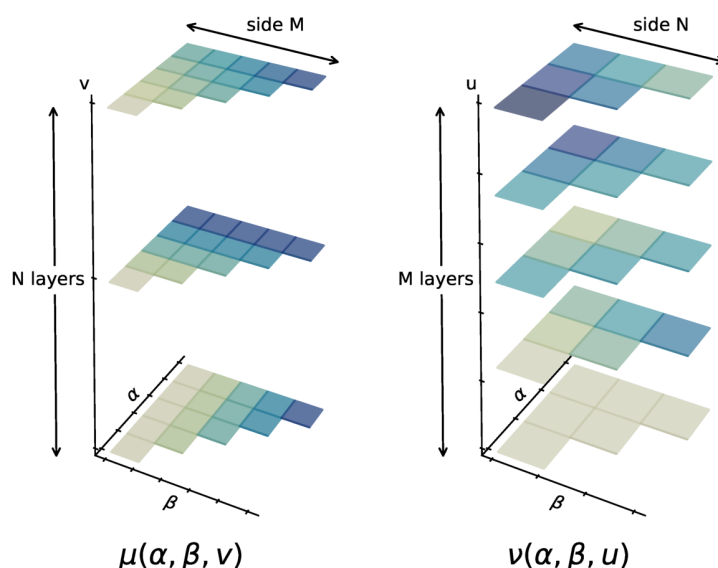 side M
side N
v
u
N layers
M layers
α
α
β
β
μ(α, β, v)
ν(α, β, u)